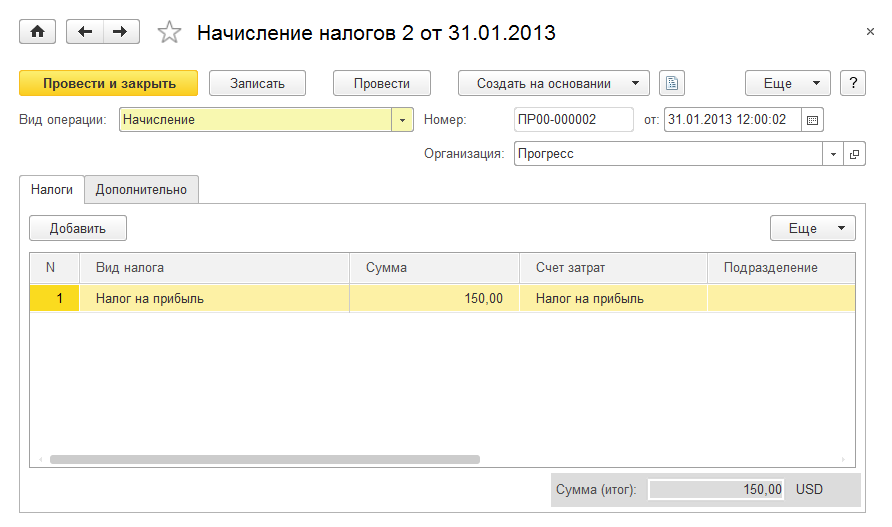 Начисление налогов 2 от 31.01.2013
×
Провести и закрыть Записать Провести Создать на основании Еще ?
Вид операции: Начисление Номер: ПР00-000002 от: 31.01.2013 12:00:02
Организация: Прогресс
Налоги Дополнительно
Добавить Еще
N Вид налога Сумма Счет затрат Подразделение
1 Налог на прибыль 150,00 Налог на прибыль
Сумма (итог): 150,00 USD